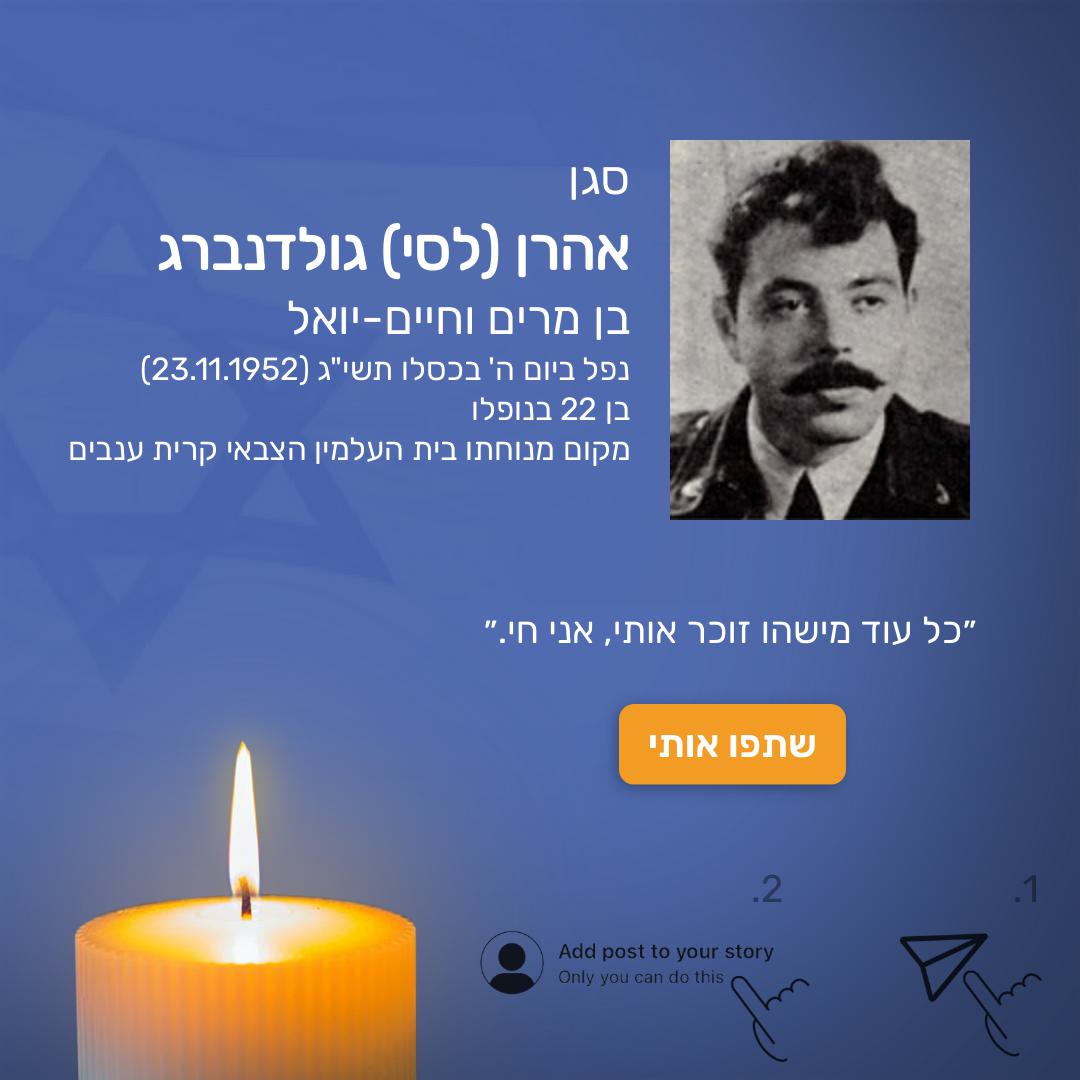 סגן
אהרן (לסי) גולדנברג
בן מרים וחיים-יואל
נפל ביום ה' בכסלו תשי"ג (23.11.1952)
בן 22 בנופלו
מקום מנוחתו בית העלמין הצבאי קרית ענבים
״כל עוד מישהו זוכר אותי, אני חי.״
שתפו אותי
1.
2.
Add post to your story
Only you can do this